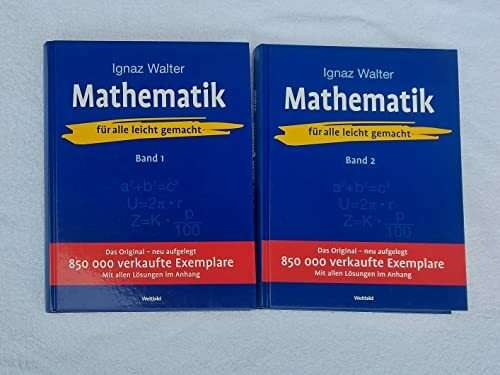 Ignaz Walter
Mathematik
für alle leicht gemacht
Band 1
a²+b²=c²
U=2π·r
Z=K·p/100
Das Original – neu aufgelegt
850 000 verkaufte Exemplare
Mit allen Lösungen im Anhang
Weltbild
Ignaz Walter
Mathematik
für alle leicht gemacht
Band 2
a²+b²=c²
U=2π·r
Z=K·p/100
Das Original – neu aufgelegt
850 000 verkaufte Exemplare
Mit allen Lösungen im Anhang
Weltbild